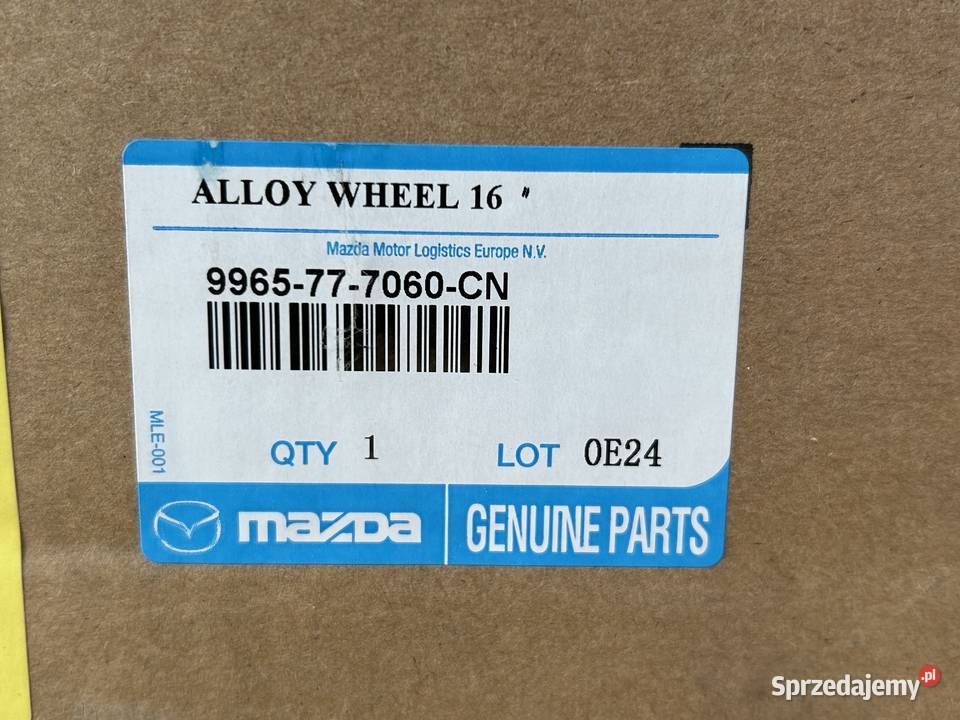 ALLOY WHEEL 16 "
Mazda Motor Logistics Europe N.V.
9965-77-7060-CN
MLE-001
QTY 1 LOT 0E24
mazda GENUINE PARTS
Sprzedajemy.pl